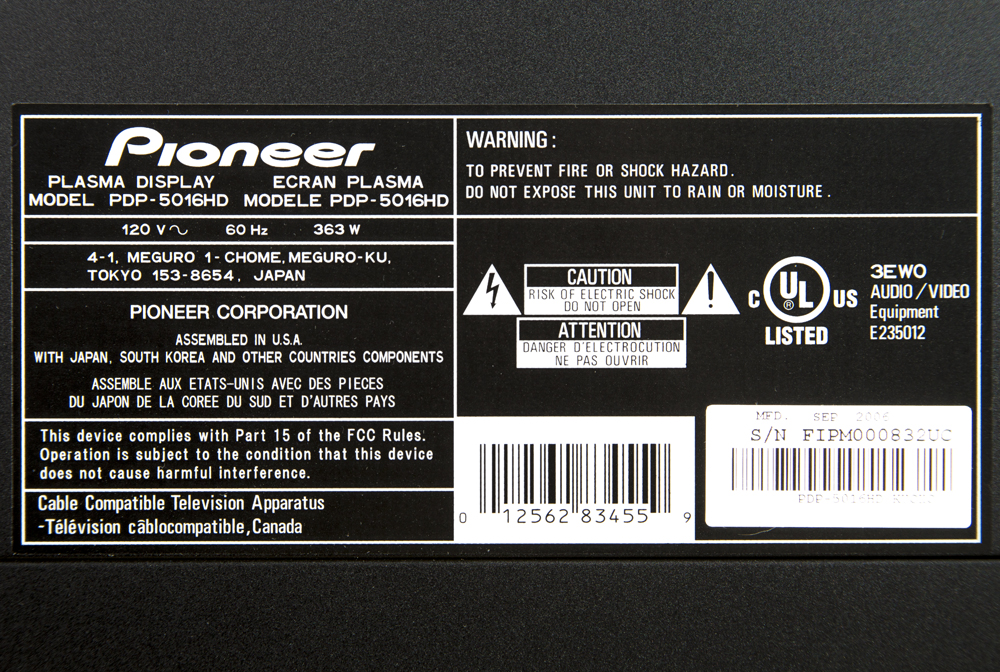 Pioneer
PLASMA DISPLAY ECRAN PLASMA
MODEL PDP-5016HD MODELE PDP-5016HD
120 V~ 60 Hz 363 W
4-1, MEGURO 1-CHOME, MEGURO-KU,
TOKYO 153-8654, JAPAN
PIONEER CORPORATION
ASSEMBLED IN U.S.A.
WITH JAPAN, SOUTH KOREA AND OTHER COUNTRIES COMPONENTS
ASSEMBLE AUX ETATS-UNIS AVEC DES PIECES
DU JAPON DE LA COREE DU SUD ET D'AUTRES PAYS
This device complies with Part 15 of the FCC Rules.
Operation is subject to the condition that this device
does not cause harmful interference.
Cable Compatible Television Apparatus
-Télévision câblocompatible,Canada
WARNING:
TO PREVENT FIRE OR SHOCK HAZARD.
DO NOT EXPOSE THIS UNIT TO RAIN OR MOISTURE.
CAUTION
RISK OF ELECTRIC SHOCK
DO NOT OPEN
ATTENTION
DANGER D'ELECTROCUTION
NE PAS OUVRIR
C UL® US
LISTED
3EWO
AUDIO/VIDEO
Equipment
E235012
0 12562 83455 9
MFD. SEP 2006
S/N FIPM000832UC
PDP-5016HD